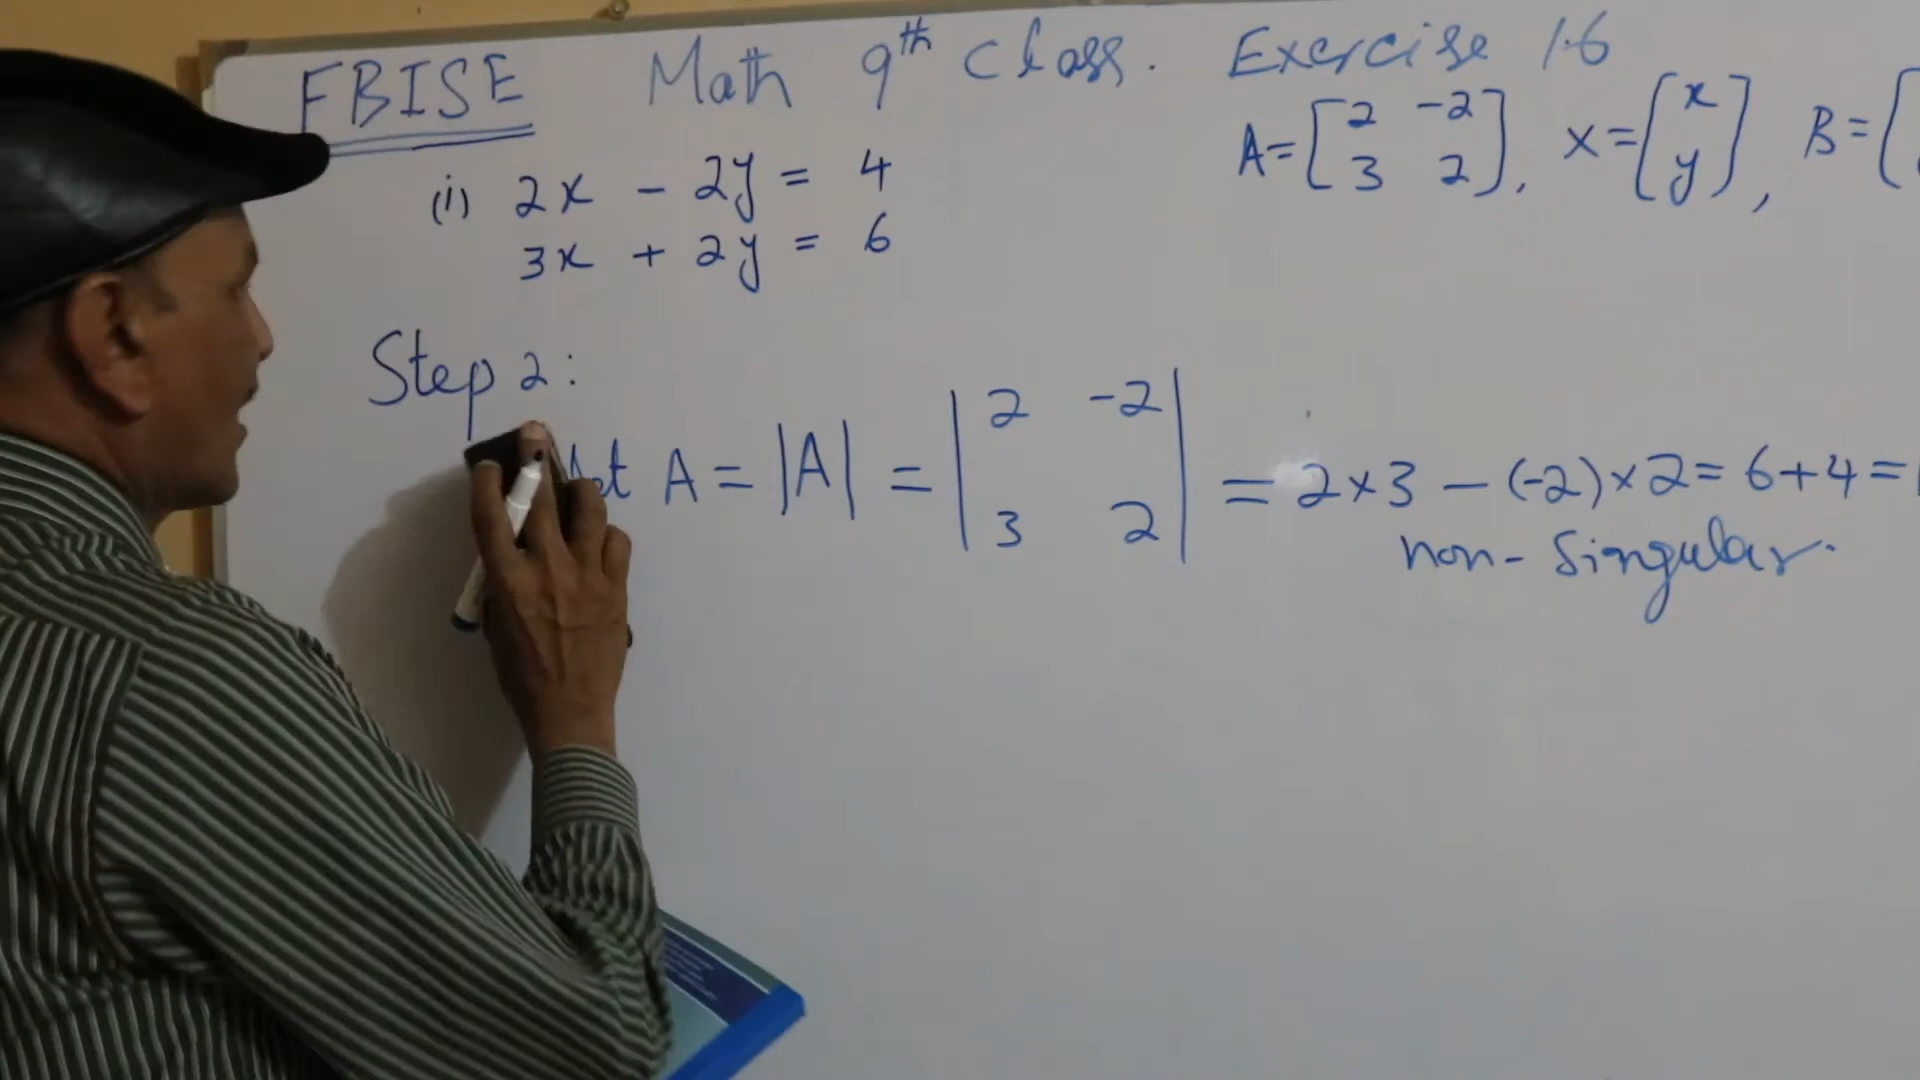 FBISE Math 9th class. Exercise 1.6
A = [2 -2 3 2], X = [x y], B = [
(i) 2x - 2y = 4
3x + 2y = 6
Step 2:
det A = |A| = |2 -2 3 2| = 2×3 - (-2)×2 = 6+4 =
non-Singular.